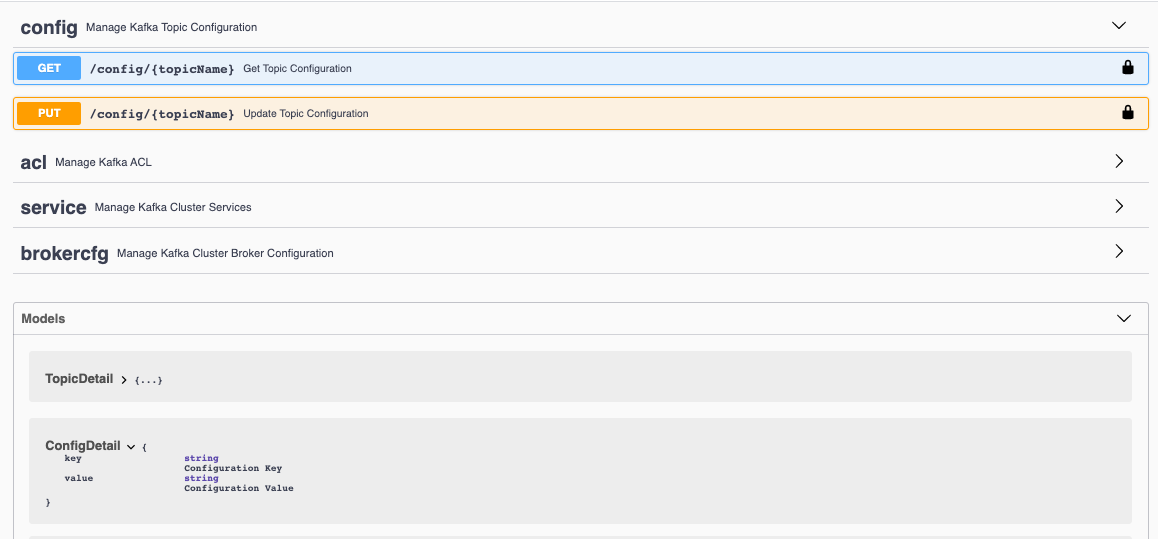 config Manage Kafka Topic Configuration
GET /config/{topicName} Get Topic Configuration
PUT /config/{topicName} Update Topic Configuration
acl Manage Kafka ACL
service Manage Kafka Cluster Services
brokercfg Manage Kafka Cluster Broker Configuration
Models
TopicDetail {...}
ConfigDetail {
key string
Configuration Key
value string
Configuration Value
}